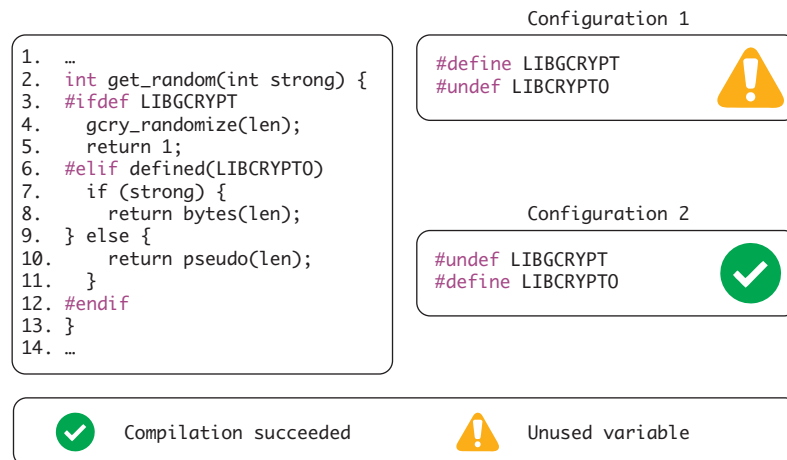 1. …
2. int get_random(int strong) {
3. #ifdef LIBGCRYPT
4. gcry_randomize(len);
5. return 1;
6. #elif defined(LIBCRYPTO)
7. if (strong) {
8. return bytes(len);
9. } else {
10. return pseudo(len);
11. }
12. #endif
13. }
14. …
Configuration 1
#define LIBGCRYPT
#undef LIBCRYPTO
Configuration 2
#undef LIBGCRYPT
#define LIBCRYPTO
Compilation succeeded
Unused variable